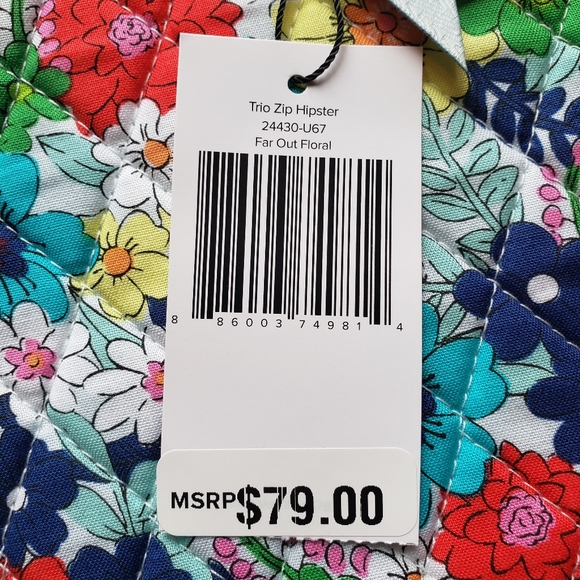 Trio Zip Hipster
24430-U67
Far Out Floral
8 86003 74981 4
MSRP$79.00